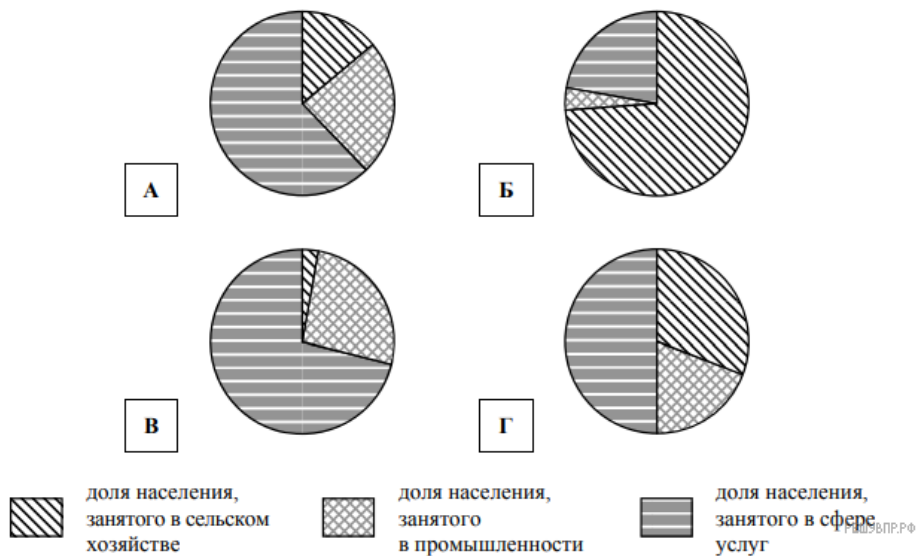 А
Б
В
Г
доля населения,
занятого в сельском
хозяйстве
доля населения,
занятого
в промышленности
доля населения,
занятого в сфере
услуг
РЕШУВПР.РФ